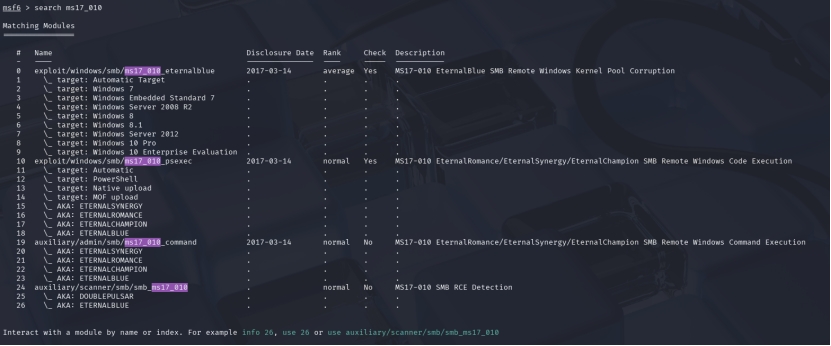 msf6 > search ms17_010
Matching Modules
================
#   Name   Disclosure Date   Rank   Check   Description
-   ----   ---------------   ----   -----   -----------
0   exploit/windows/smb/ms17_010_eternalblue   2017-03-14   average   Yes   MS17-010 EternalBlue SMB Remote Windows Kernel Pool Corruption
1   \_ target: Automatic Target   .   .   .   .
2   \_ target: Windows 7   .   .   .   .
3   \_ target: Windows Embedded Standard 7   .   .   .   .
4   \_ target: Windows Server 2008 R2   .   .   .   .
5   \_ target: Windows 8   .   .   .   .
6   \_ target: Windows 8.1   .   .   .   .
7   \_ target: Windows Server 2012   .   .   .   .
8   \_ target: Windows 10 Pro   .   .   .   .
9   \_ target: Windows 10 Enterprise Evaluation   .   .   .   .
10   exploit/windows/smb/ms17_010_psexec   2017-03-14   normal   Yes   MS17-010 EternalRomance/EternalSynergy/EternalChampion SMB Remote Windows Code Execution
11   \_ target: Automatic   .   .   .   .
12   \_ target: PowerShell   .   .   .   .
13   \_ target: Native upload   .   .   .   .
14   \_ target: MOF upload   .   .   .   .
15   \_ AKA: ETERNALSYNERGY   .   .   .   .
16   \_ AKA: ETERNALROMANCE   .   .   .   .
17   \_ AKA: ETERNALCHAMPION   .   .   .   .
18   \_ AKA: ETERNALBLUE   .   .   .   .
19   auxiliary/admin/smb/ms17_010_command   2017-03-14   normal   No   MS17-010 EternalRomance/EternalSynergy/EternalChampion SMB Remote Windows Command Execution
20   \_ AKA: ETERNALSYNERGY   .   .   .   .
21   \_ AKA: ETERNALROMANCE   .   .   .   .
22   \_ AKA: ETERNALCHAMPION   .   .   .   .
23   \_ AKA: ETERNALBLUE   .   .   .   .
24   auxiliary/scanner/smb/smb_ms17_010   .   normal   No   MS17-010 SMB RCE Detection
25   \_ AKA: DOUBLEPULSAR   .   .   .   .
26   \_ AKA: ETERNALBLUE   .   .   .   .
Interact with a module by name or index. For example info 26, use 26 or use auxiliary/scanner/smb/smb_ms17_010